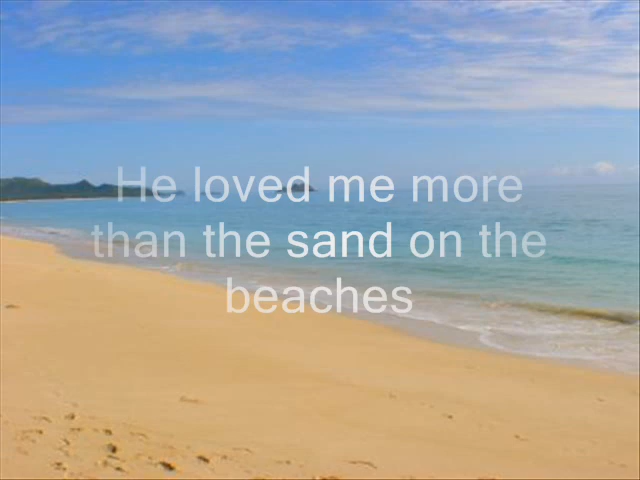 He loved me more
than the sand on the
beaches